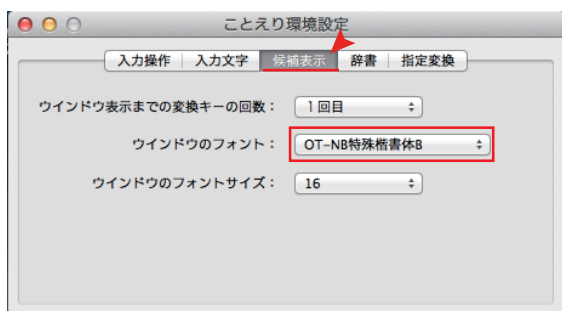 ことえり環境設定
入力操作 入力文字 候補表示 辞書 指定変換
ウインドウ表示までの変換キーの回数： 1回目
ウインドウのフォント： OT-NB特殊楷書体B
ウインドウのフォントサイズ： 16